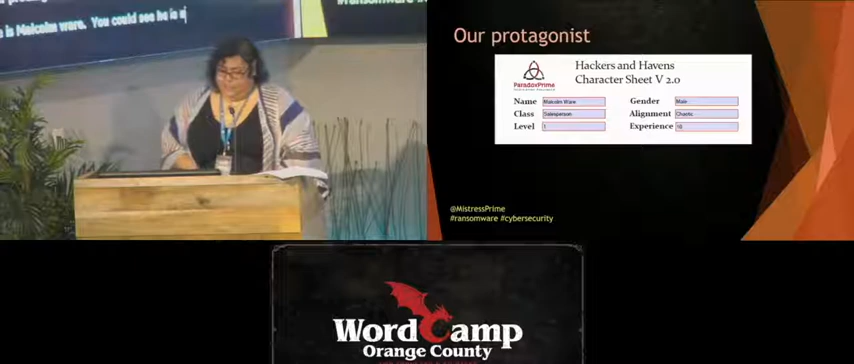 is Malcolm ware. You could see he is a
#ransomware
Our protagonist
ParadoxPrime
Hackers and Havens
Character Sheet V 2.0
Name Malcolm Ware Gender Male
Class Salesperson Alignment Chaotic
Level 1 Experience 10
@MistressPrime
#ransomware #cybersecurity
WordCamp
Orange County